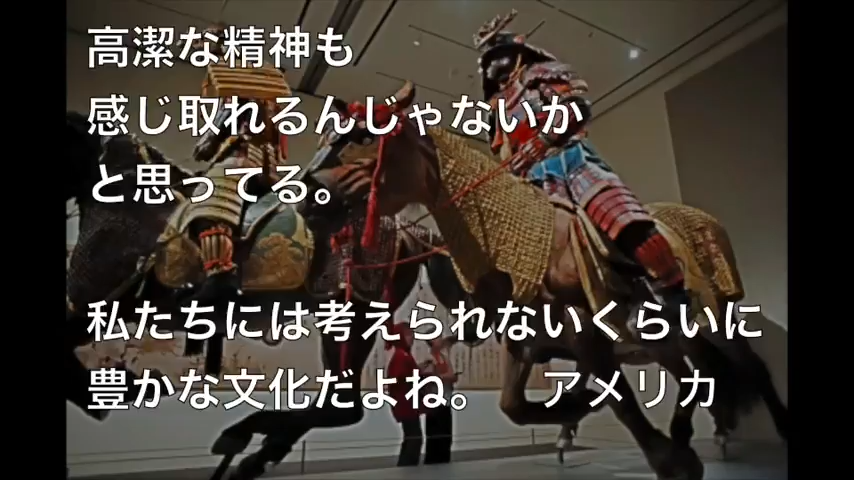 高潔な精神も
感じ取れるんじゃないか
と思ってる。
私たちには考えられないくらいに
豊かな文化だよね。　アメリカ